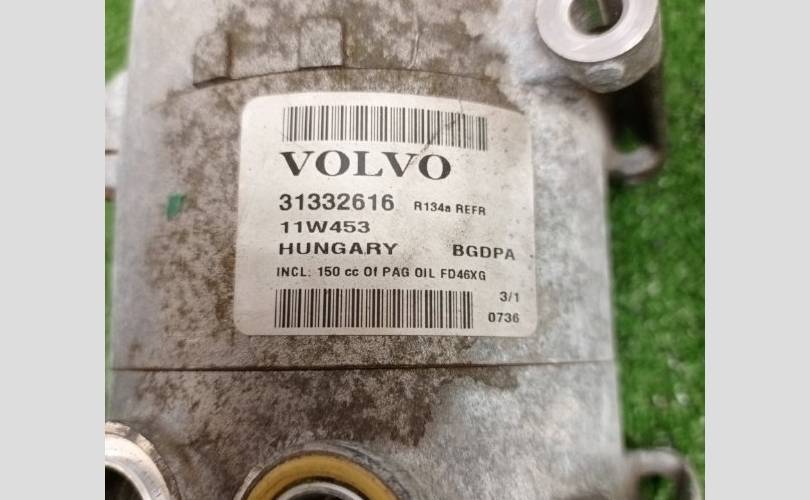 VOLVO
31332616 R134a REFR
11W453
HUNGARY BGDPA
INCL: 150 cc Of PAG OIL FD46XG
3/1
0736